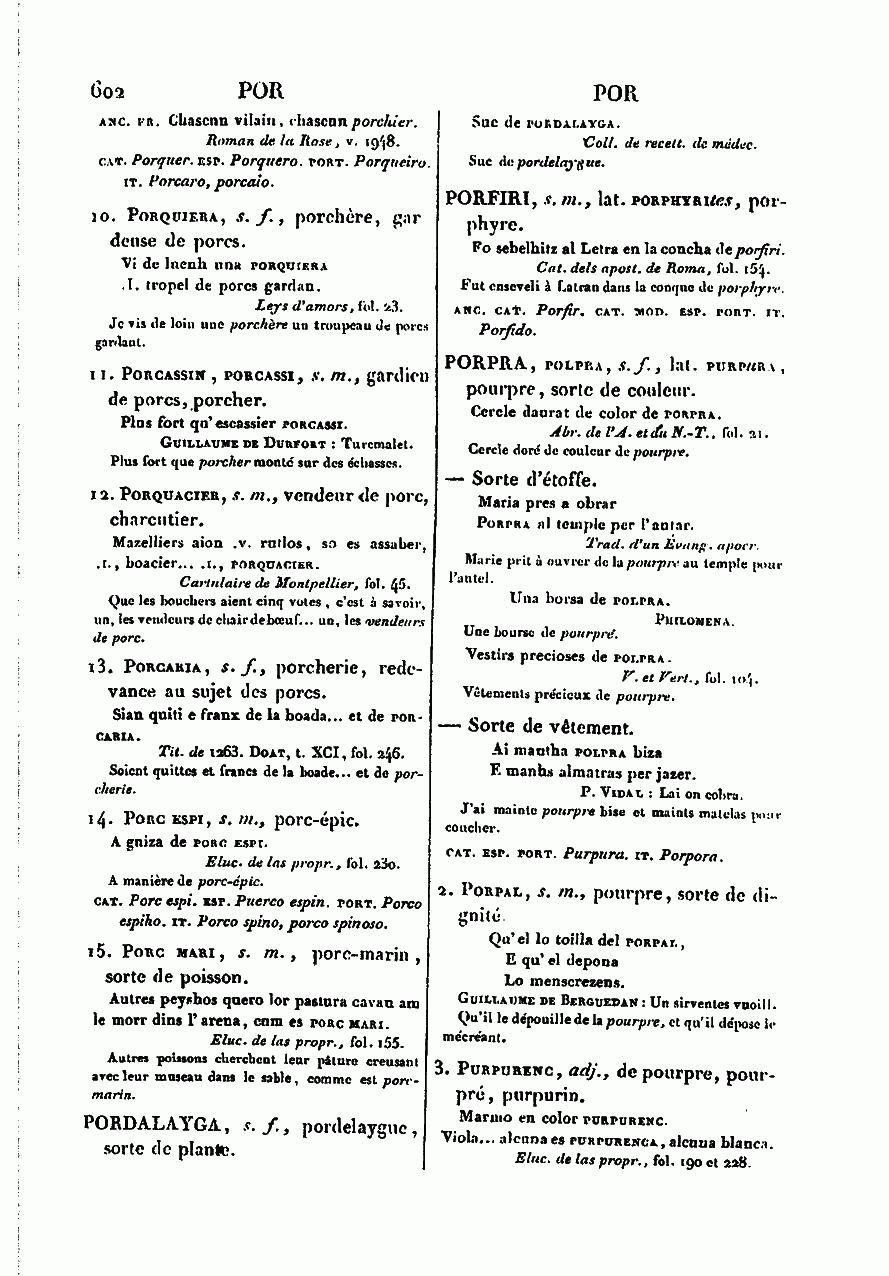 602 POR
POR
ANC. FR. Chascun vilain, chascun porchier.
Roman de la Rose, v. 1948.
CAT. Porquer. ESP. Porquero. PORT. Porqueiro.
IT. Porcaro, porcaio.
10. PORQUIERA, s. f., porchère, gar
deuse de porcs.
Vi de luenh una PORQUIERA
.I. tropel de porcs gardan.
Leys d'amors, fol. 23.
Je vis de loin une porchère un troupeau de porcs
gardant.
11. PORCASSIN, PORCASSI, s. m., gardien
de porcs, porcher.
Plus fort qu'escassier PORCASSI.
GUILLAUME DE DURFORT : Turcmalet.
Plus fort que porcher monté sur des échasses.
12. PORQUACIER, s. m., vendeur de porc,
charcutier.
Mazelliers aion .v. rutlos, so es assaber,
.I., boacier... .I., PORQUACIER.
Cartulaire de Montpellier, fol. 45.
Que les bouchers aient cinq votes, c'est à savoir,
un, les vendeurs de chair de bœuf... un, les vendeurs
de porc.
13. PORCARIA, s. f., porcherie, rede-
vance au sujet des porcs.
Sian quiti e franx de la boada... et de POR-
CARIA.
Tit. de 1263. DOAT, t. XCI, fol. 246.
Soient quittes et francs de la boade... et de por-
cherie.
14. PORC ESPI, s. m., porc-épic.
A gniza de PORC ESPI.
Eluc. de las propr., fol. 230.
A manière de porc-épic.
CAT. Porc espi. ESP. Puerco espin. PORT. Porco
espiho. IT. Porco spino, porco spinoso.
15. PORC MARI, s. m., porc-marin,
sorte de poisson.
Autres peyshos quero lor pastura cavan am
le morr dins l'arena, cum es PORC MARI.
Eluc. de las propr., fol. 155.
Autres poissons cherchent leur pâture creusant
avec leur museau dans le sable, comme est porc-
marin.
PORDALAYGA, s. f., pordelaygue,
sorte de plante.
Suc de PORDALAYGA.
Coll. de recett. de médec.
Suc de pordelaygue.
PORFIRI, s. m., lat. PORPHYRItes, por-
phyre.
Fo sebelhitz al Letra en la concha de porfiri.
Cat. dels apost. de Roma, fol. 154.
Fut enseveli à Latran dans la conque de porphyre.
ANC. CAT. Porfir. CAT. MOD. ESP. PORT. IT.
Porfido.
PORPRA, POLPRA, s. f., lat. PURPURA,
pourpre, sorte de couleur.
Cercle daurat de color de PORPRA.
Abr. de l'A. et du N.-T., fol. 21.
Cercle doré de couleur de pourpre.
— Sorte d'étoffe.
Maria pres a obrar
PORPRA al temple per l'autar.
Trad. d'un Évang. apocr.
Marie prit à ouvrer de la pourpre au temple pour
l'autel.
Una borsa de POLPRA.
PHILOMENA.
Une bourse de pourpre.
Vestirs precioses de POLPRA.
V. et Vert., fol. 104.
Vêtements précieux de pourpre.
— Sorte de vêtement.
Ai mantha POLPRA biza
E manhs almatras per jazer.
P. VIDAL : Lai on cobra.
J'ai mainte pourpre bise et maints matelas pour
coucher.
CAT. ESP. PORT. Purpura. IT. Porpora.
2. PORPAL, s. m., pourpre, sorte de di-
gnité.
Qu'el lo toilla del PORPAL,
E qu'el depona
Lo menscrezens.
GUILLAUME DE BERGUEDAN : Un sirventes vuoill.
Qu'il le dépouille de la pourpre, et qu'il dépose le
mécréant.
3. PURPURENC, adj., de pourpre, pour-
pré, purpurin.
Marmo en color PURPURENC.
Viola... alcuna es PURPURENCA, alcuna blanca.
Eluc. de las propr., fol. 190 et 228.